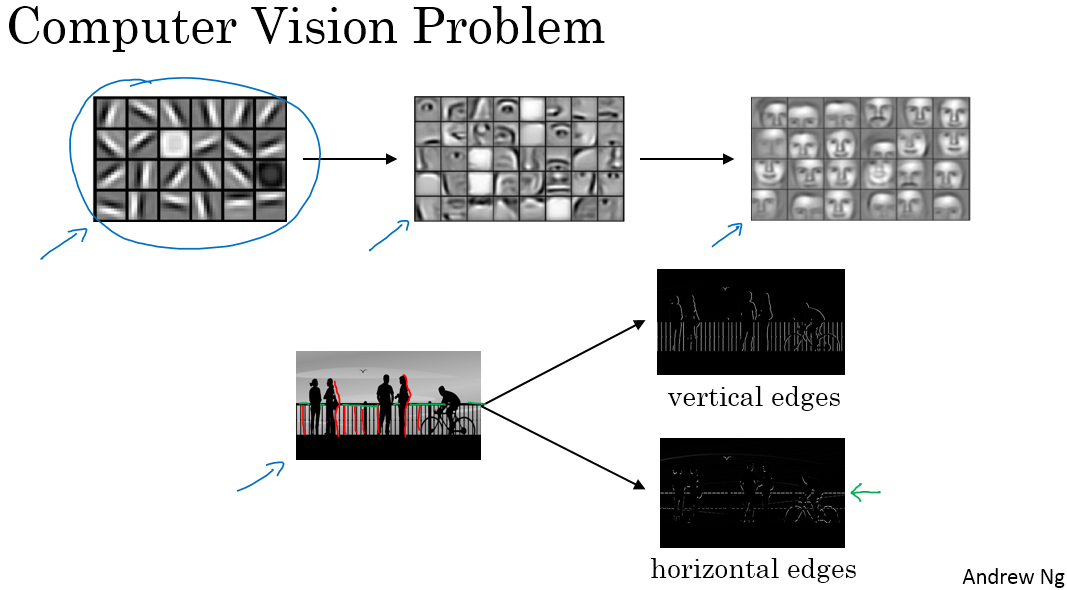 Computer Vision Problem
vertical edges
horizontal edges
Andrew Ng